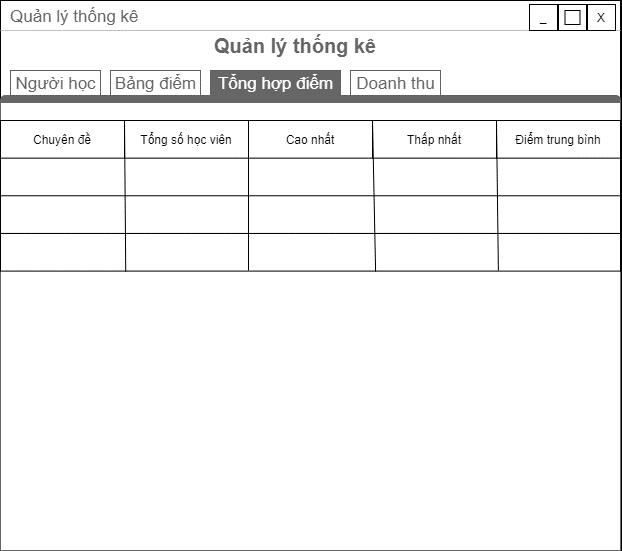 Quản lý thống kê
_ X
Quản lý thống kê
Người học Bảng điểm Tổng hợp điểm Doanh thu
Chuyên đề Tổng số học viên Cao nhất Thấp nhất Điểm trung bình